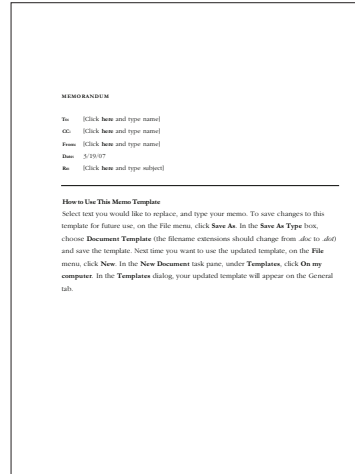 MEMORANDUM
To: [Click here and type name]
CC: [Click here and type name]
From: [Click here and type name]
Date: 3/19/07
Re: [Click here and type subject]
How to Use This Memo Template
Select text you would like to replace, and type your memo. To save changes to this
template for future use, on the File menu, click Save As. In the Save As Type box,
choose Document Template (the filename extensions should change from .doc to .dot)
and save the template. Next time you want to use the updated template, on the File
menu, click New. In the New Document task pane, under Templates, click On my
computer. In the Templates dialog, your updated template will appear on the General
tab.